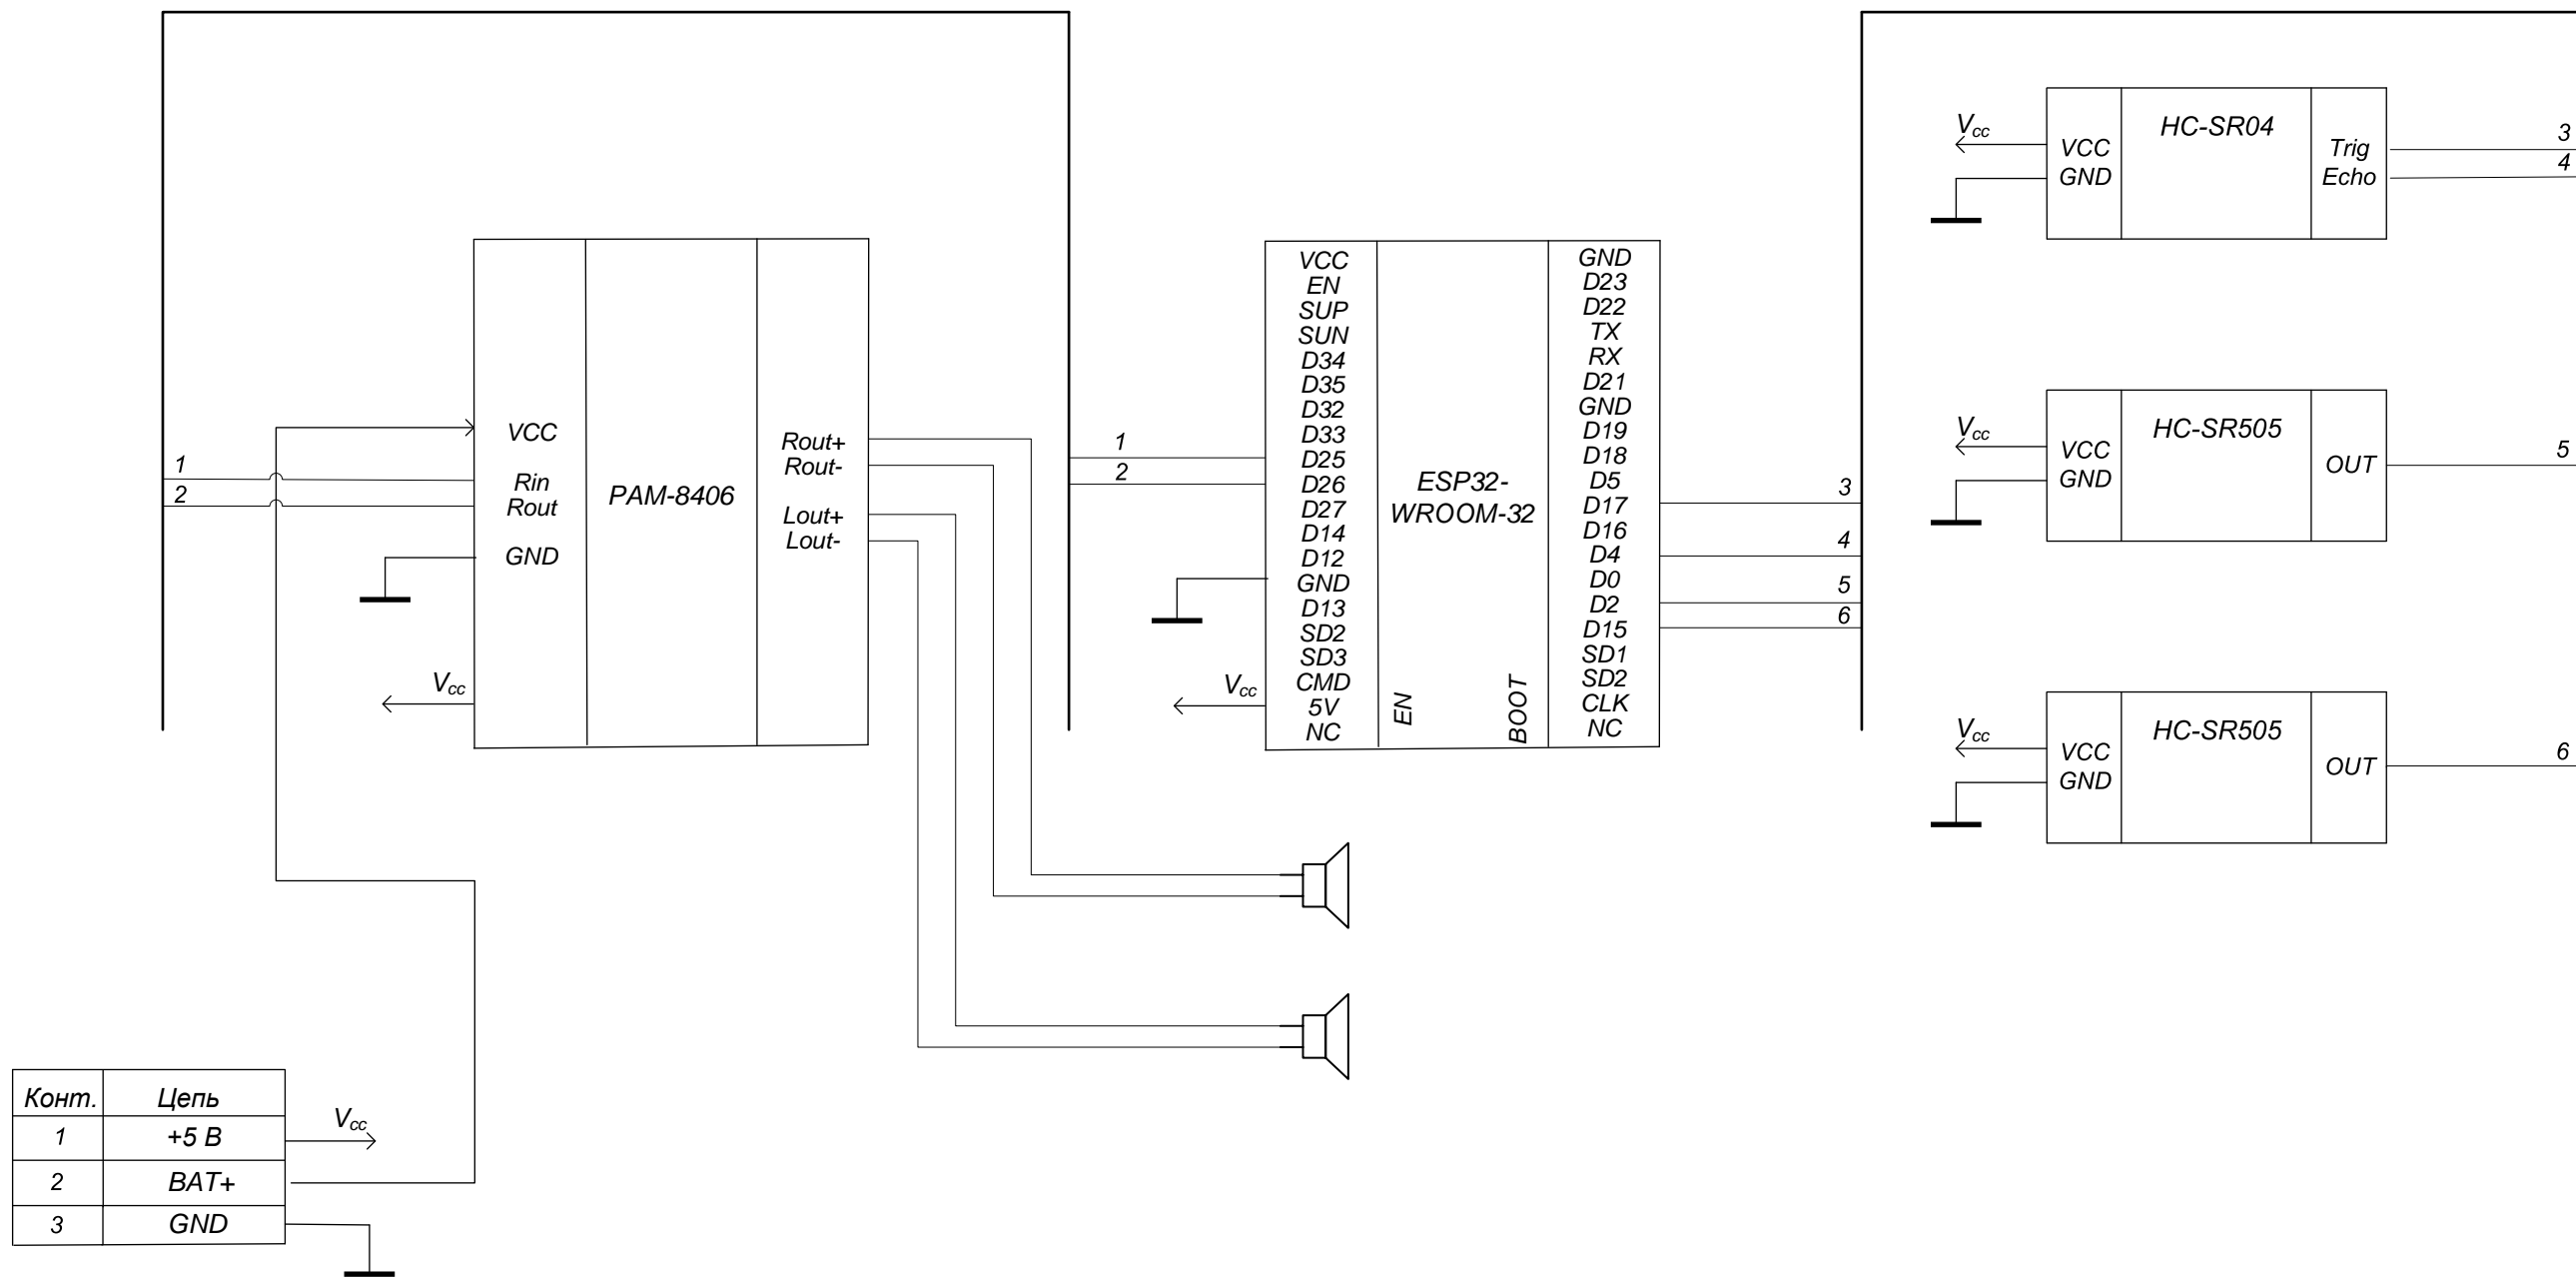 1
2
VCC
Rin
Rout
GND
Vcc
PAM-8406
Rout+
Rout-
Lout+
Lout-
1
2
Vcc
VCC
EN
SUP
SUN
D34
D35
D32
D33
D25
D26
D27
D14
D12
GND
D13
SD2
SD3
CMD
5V
NC
ESP32-
WROOM-32
EN
BOOT
GND
D23
D22
TX
RX
D21
GND
D19
D18
D5
D17
D16
D4
D0
D2
D15
SD1
SD2
CLK
NC
3
4
5
6
Vcc
VCC
GND
HC-SR04
Trig
Echo
3
4
Vcc
VCC
GND
HC-SR505
OUT
5
Vcc
VCC
GND
HC-SR505
OUT
6
Конт. Цепь
1 +5 В
2 BAT+
3 GND
Vcc